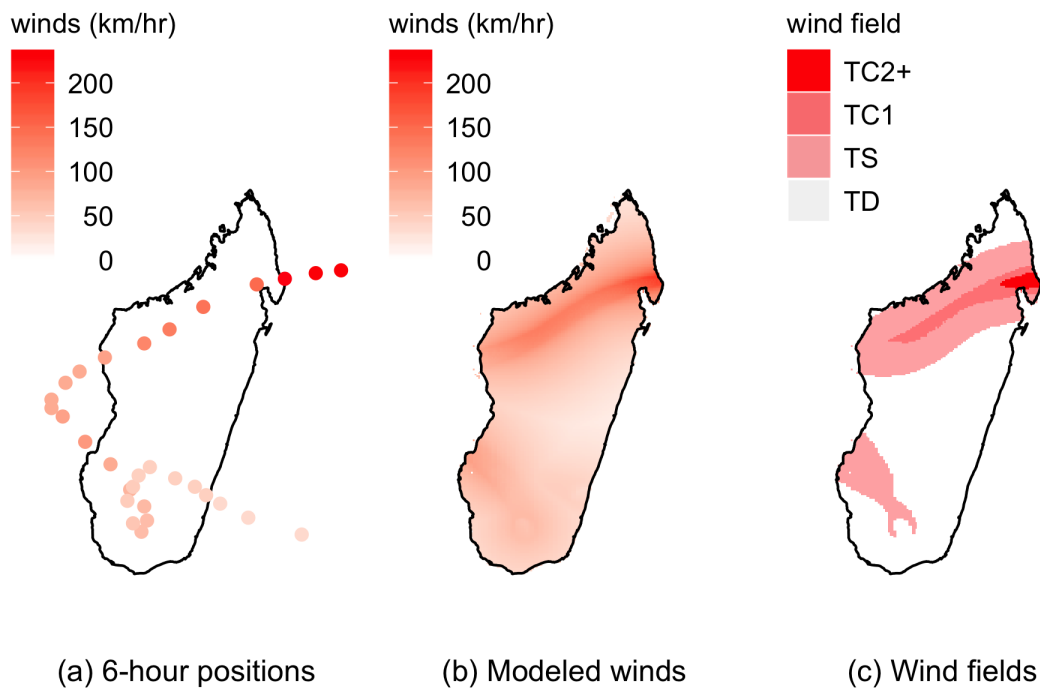 winds (km/hr)
200
150
100
50
0
winds (km/hr)
200
150
100
50
0
wind field
TC2+
TC1
TS
TD
(a) 6-hour positions
(b) Modeled winds
(c) Wind fields